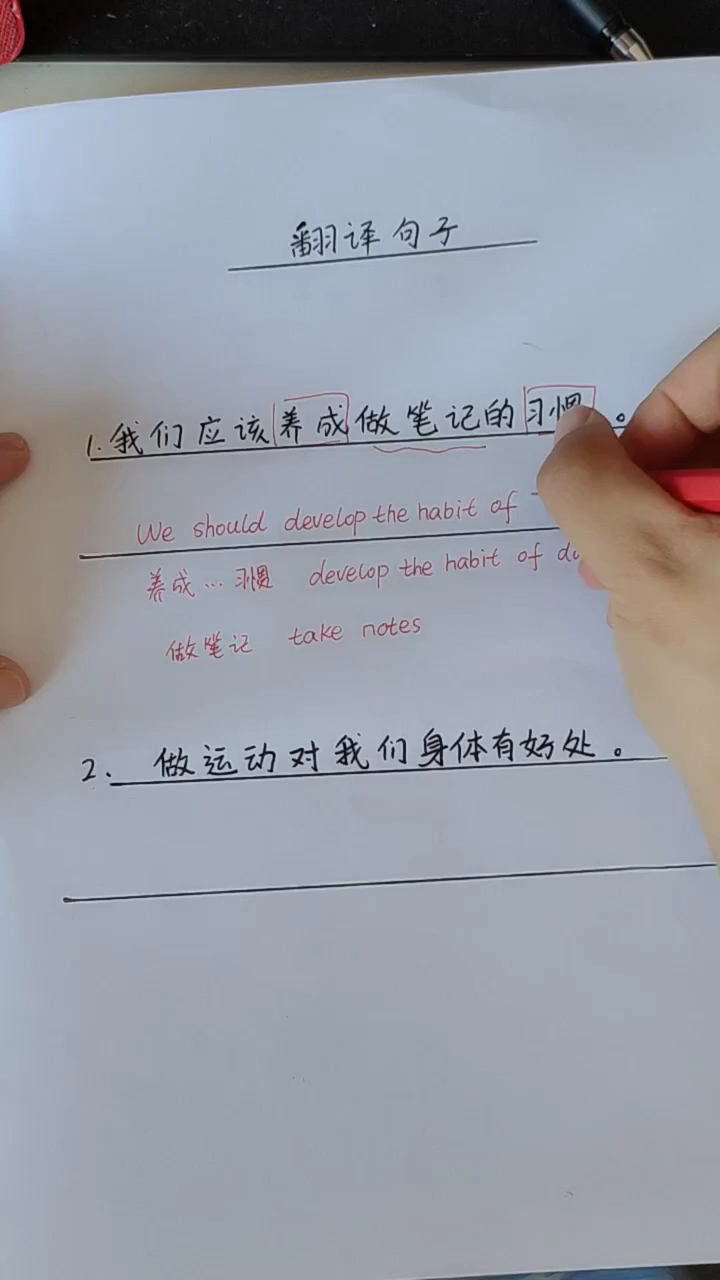 翻译句子
1. 我们应该养成做笔记的习惯。
We should develop the habit of
养成…习惯 develop the habit of
做笔记 take notes
2. 做运动对我们身体有好处。